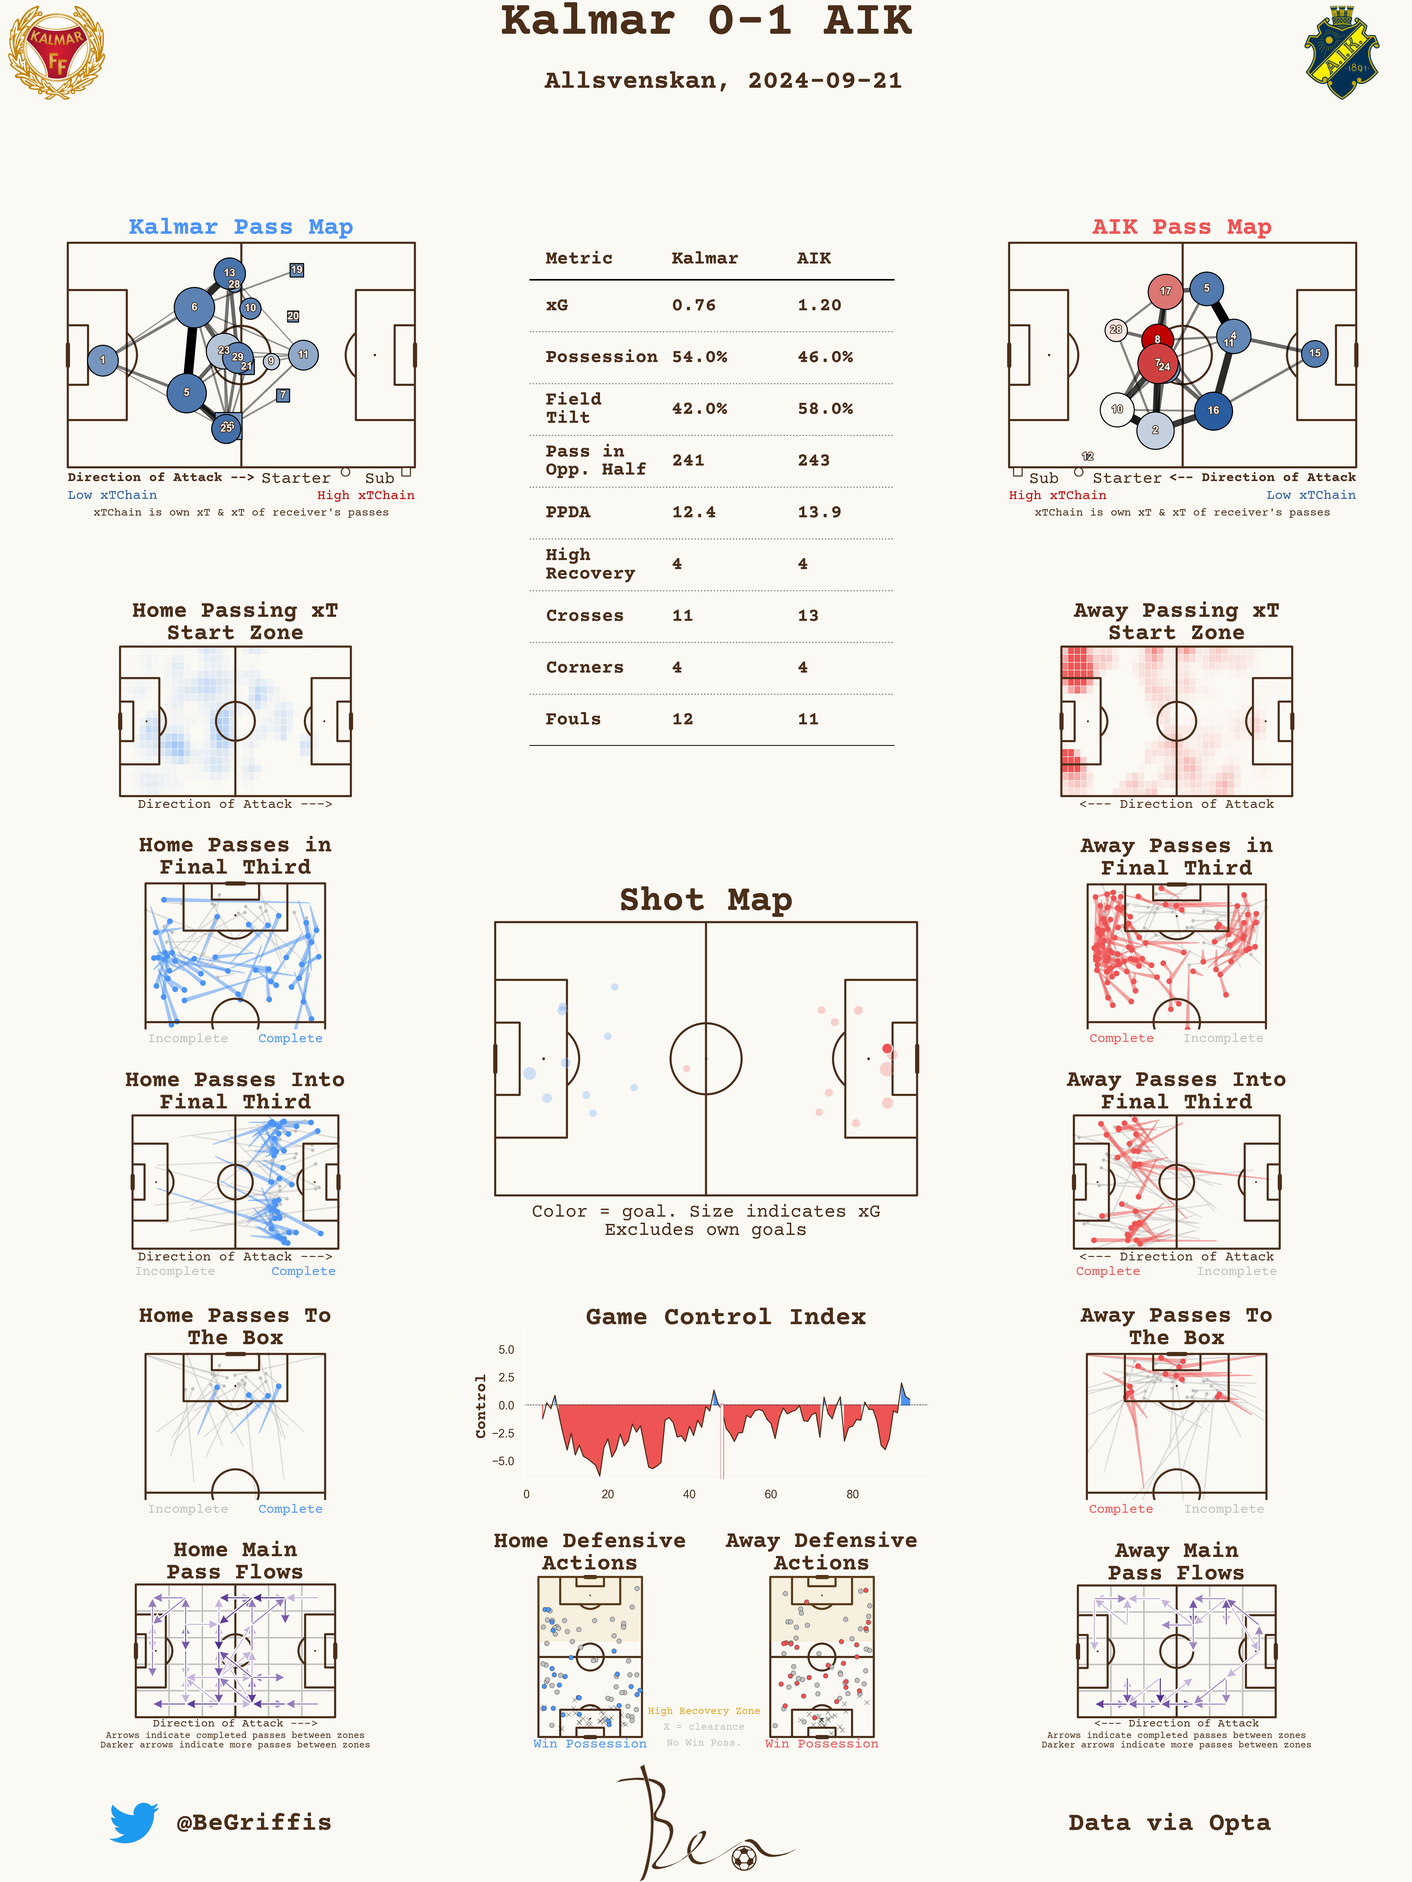 Kalmar 0-1 AIK
Allsvenskan, 2024-09-21
KALMAR
FF
A.I.K.
1891
Kalmar Pass Map
13
28
19
6
10
20
1
23
29
21
9
11
5
7
25
Direction of Attack --> Starter Sub
Low xTChain High xTChain
xTChain is own xT & xT of receiver's passes
Metric Kalmar AIK
xG 0.76 1.20
Possession 54.0% 46.0%
Field
Tilt 42.0% 58.0%
Pass in
Opp. Half 241 243
PPDA 12.4 13.9
High
Recovery 4 4
Crosses 11 13
Corners 4 4
Fouls 12 11
AIK Pass Map
17
5
28
8
4
11
15
7
24
10
16
2
12
Sub Starter <-- Direction of Attack
High xTChain Low xTChain
xTChain is own xT & xT of receiver's passes
Home Passing xT
Start Zone
Direction of Attack --->
Away Passing xT
Start Zone
<--- Direction of Attack
Home Passes in
Final Third
Incomplete Complete
Away Passes in
Final Third
Complete Incomplete
Shot Map
Color = goal. Size indicates xG
Excludes own goals
Home Passes Into
Final Third
Direction of Attack --->
Incomplete Complete
Away Passes Into
Final Third
<--- Direction of Attack
Complete Incomplete
Home Passes To
The Box
Incomplete Complete
Game Control Index
Control
5.0
2.5
0.0
−2.5
−5.0
0 20 40 60 80
Away Passes To
The Box
Complete Incomplete
Home Main
Pass Flows
Direction of Attack --->
Arrows indicate completed passes between zones
Darker arrows indicate more passes between zones
Home Defensive
Actions
Win Possession
Away Defensive
Actions
Win Possession
High Recovery Zone
X = clearance
No Win Poss.
Away Main
Pass Flows
<--- Direction of Attack
Arrows indicate completed passes between zones
Darker arrows indicate more passes between zones
@BeGriffis
Ben
Data via Opta